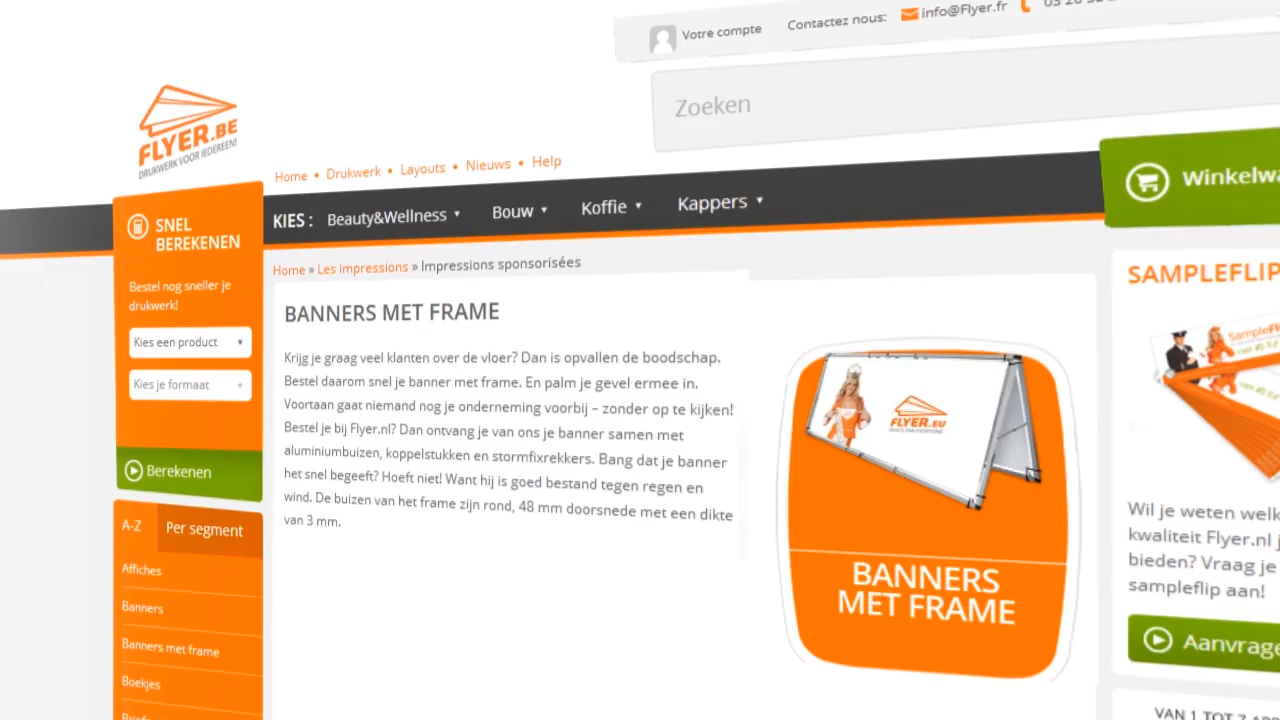 Votre compte
Contactez nous:
info@Flyer.fr
Zoeken
FLYER.BE
DRUKWERK VOOR IEDEREEN!
Home • Drukwerk • Layouts • Nieuws • Help
KIES : Beauty&Wellness Bouw Koffie Kappers
SNEL
BEREKENEN
Bestel nog sneller je
drukwerk!
Kies een product
Kies je formaat
Berekenen
A-Z Per segment
Affiches
Banners
Banners met frame
Boekjes
Home » Les impressions » Impressions sponsorisées
BANNERS MET FRAME
Krijg je graag veel klanten over de vloer? Dan is opvallen de boodschap.
Bestel daarom snel je banner met frame. En palm je gevel ermee in.
Voortaan gaat niemand nog je onderneming voorbij – zonder op te kijken!
Bestel je bij Flyer.nl? Dan ontvang je van ons je banner samen met
aluminiumbuizen, koppelstukken en stormfixrekkers. Bang dat je banner
het snel begeeft? Hoeft niet! Want hij is goed bestand tegen regen en
wind. De buizen van het frame zijn rond, 48 mm doorsnede met een dikte
van 3 mm.
FLYER.EU
BANNERS
MET FRAME
Winkelwa
SAMPLEFLIP
SampleFl
Wil je weten welk
kwaliteit Flyer.nl j
bieden? Vraag je
sampleflip aan!
Aanvrage
VAN 1 TOT Z